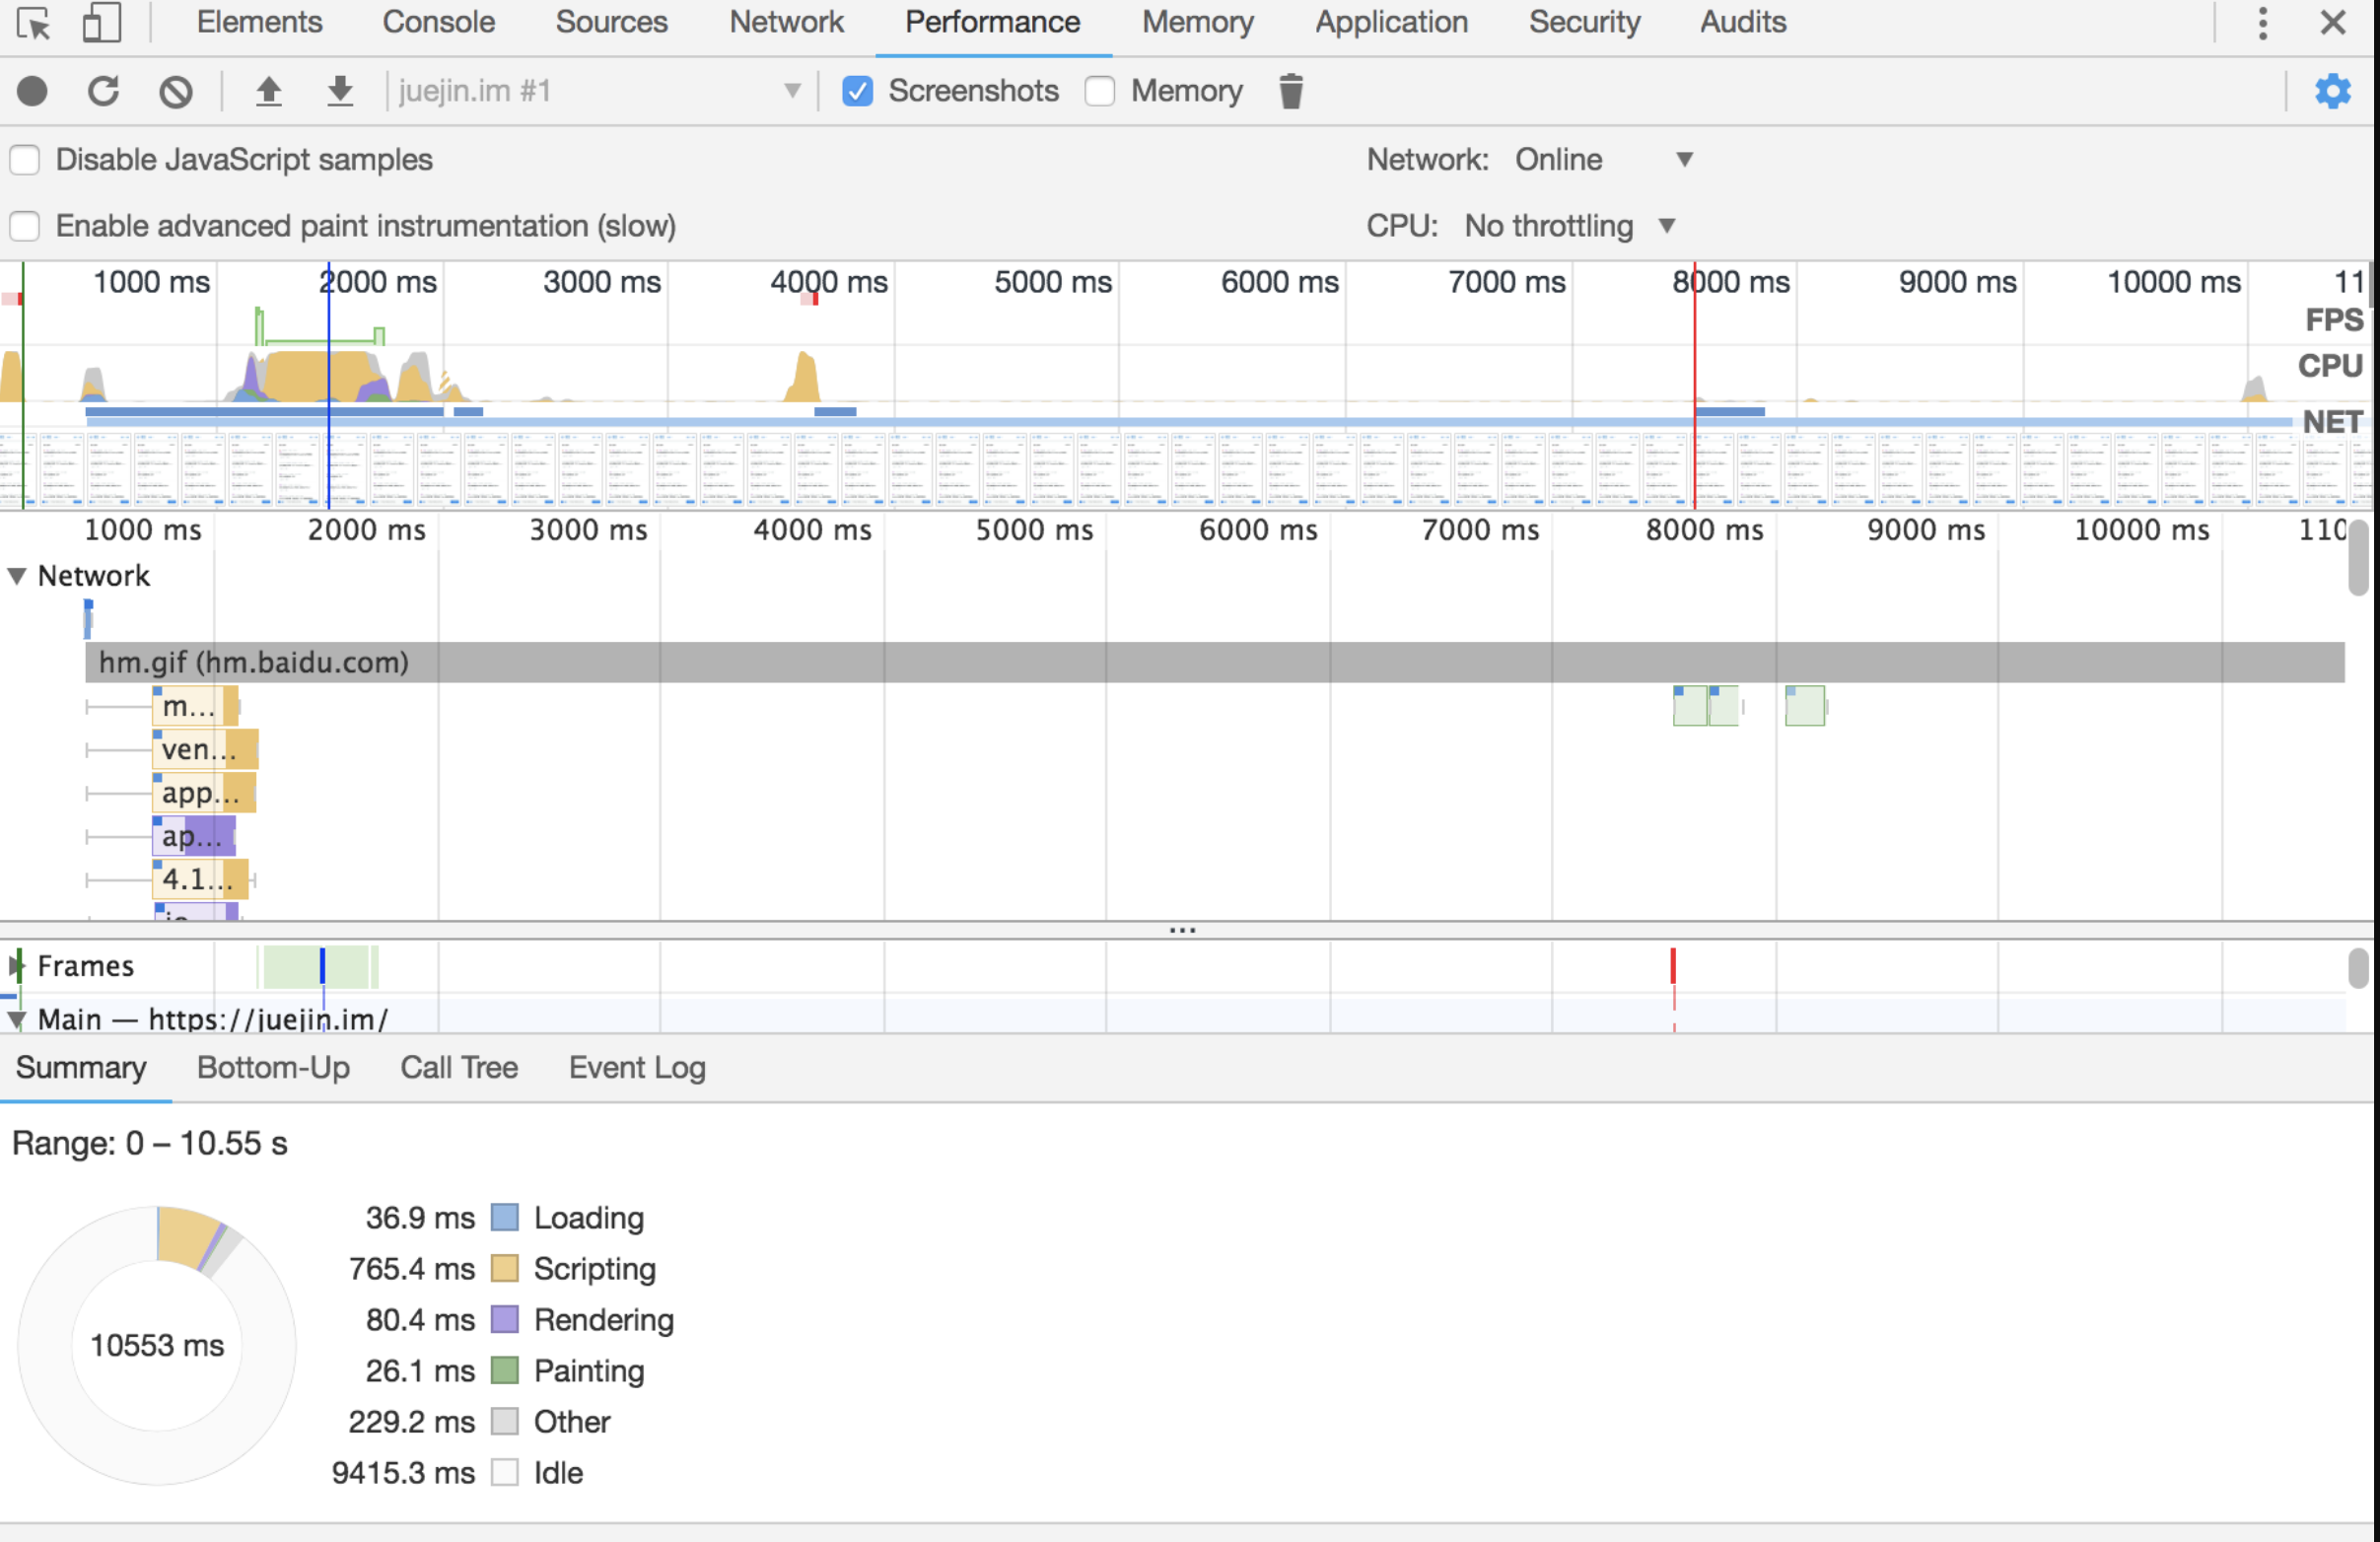 Elements Console Sources Network Performance Memory Application Security Audits
juejin.im #1 Screenshots Memory
Disable JavaScript samples Network: Online
Enable advanced paint instrumentation (slow) CPU: No throttling
1000 ms 2000 ms 3000 ms 4000 ms 5000 ms 6000 ms 7000 ms 8000 ms 9000 ms 10000 ms 11
FPS
CPU
NET
1000 ms 2000 ms 3000 ms 4000 ms 5000 ms 6000 ms 7000 ms 8000 ms 9000 ms 10000 ms 110
Network
hm.gif (hm.baidu.com)
m...
ven...
app...
ap...
4.1...
Frames
Main — https://juejin.im/
Summary Bottom-Up Call Tree Event Log
Range: 0 – 10.55 s
36.9 ms Loading
765.4 ms Scripting
80.4 ms Rendering
10553 ms
26.1 ms Painting
229.2 ms Other
9415.3 ms Idle